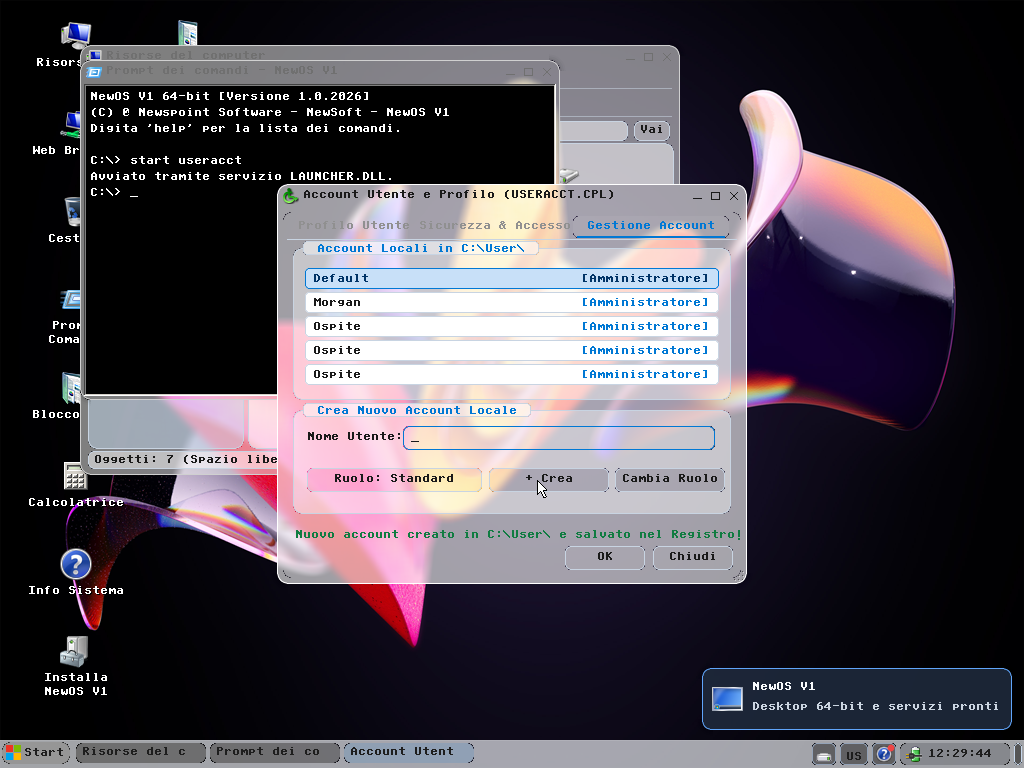 Risor
Web Br
Cest
Pro
Coma
Blocco
Calcolatrice
Info Sistema
Installa
NewOS V1
Risorse del computer
Vai
Oggetti: 7 (Spazio libe
Prompt dei comandi - NewOS V1
NewOS V1 64-bit [Versione 1.0.2026]
(C) @ Newspoint Software - NewSoft - NewOS V1
Digita 'help' per la lista dei comandi.
C:\> start useracct
Avviato tramite servizio LAUNCHER.DLL.
C:\> _
Account Utente e Profilo (USERACCT.CPL)
Profilo Utente Sicurezza & Accesso Gestione Account
Account Locali in C:\User\
Default [Amministratore]
Morgan [Amministratore]
Ospite [Amministratore]
Ospite [Amministratore]
Ospite [Amministratore]
Crea Nuovo Account Locale
Nome Utente: _
Ruolo: Standard + Crea Cambia Ruolo
Nuovo account creato in C:\User\ e salvato nel Registro!
OK Chiudi
NewOS V1
Desktop 64-bit e servizi pronti
Start Risorse del c Prompt dei co Account Utent US 12:29:44